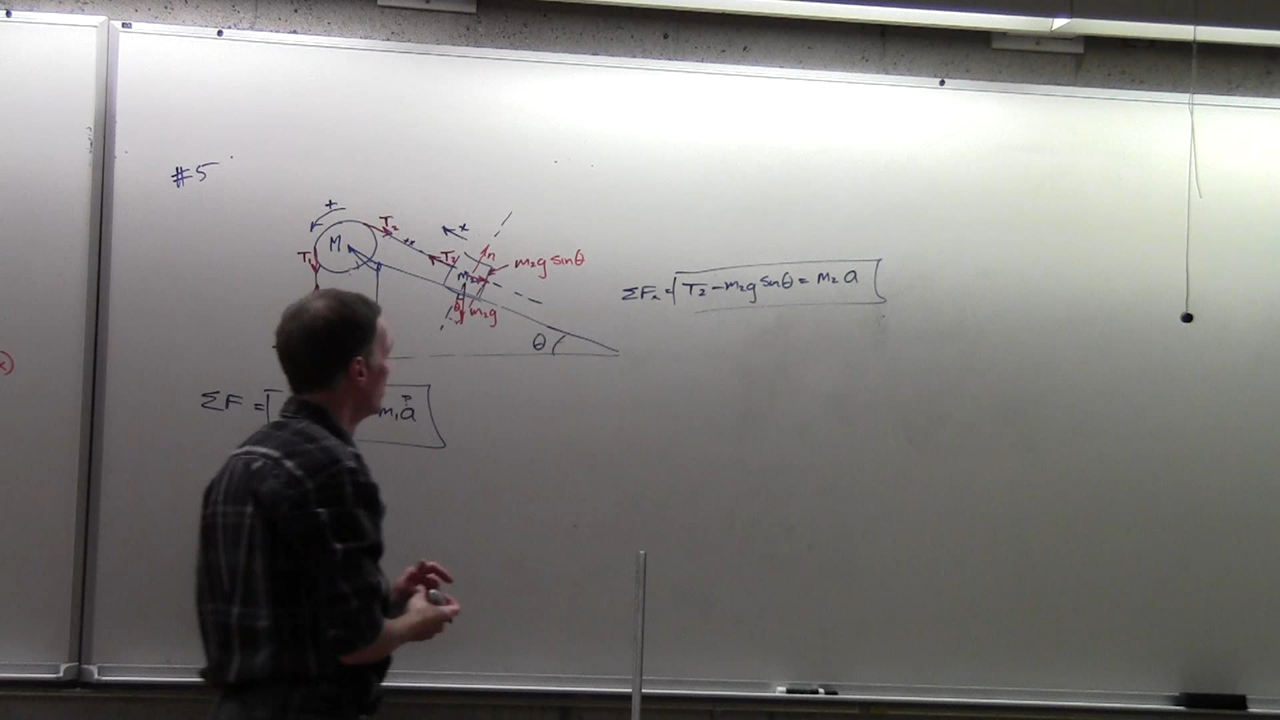 #5
+
T₂
x
M
T₁
T₂
n
m₂g sinθ
m₂
θ
m₂g
θ
ΣFₓ = T₂ - m₂g sinθ = m₂ a
ΣF = m₁a